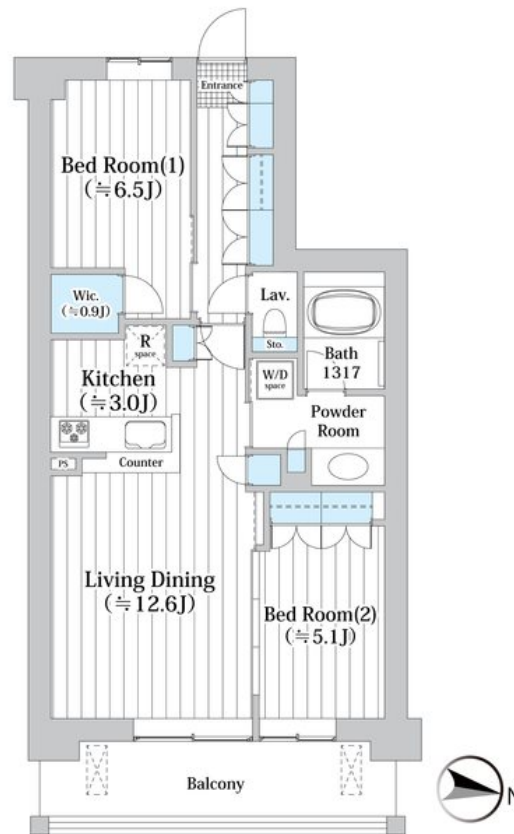 Entrance
Bed Room(1)
(≒6.5J)
Wic.
(≒0.9J)
Lav.
Sto.
R
space
W/D
space
Bath
1317
Kitchen
(≒3.0J)
Powder
Room
PS
Counter
Living Dining
(≒12.6J)
Bed Room(2)
(≒5.1J)
Balcony
N